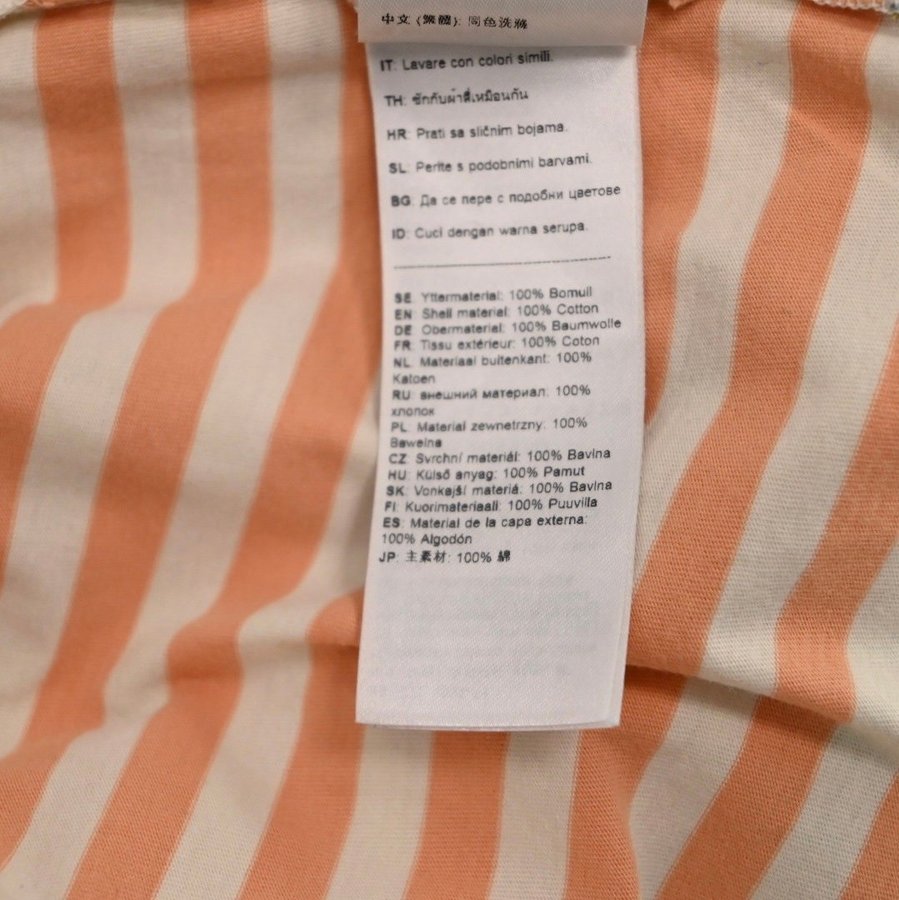 中文 (繁體): 同色洗滌
IT: Lavare con colori simili.
TH: ซักกับผ้าสีเหมือนกัน
HR: Prati sa sličnim bojama.
SL: Perite s podobnimi barvami.
BG: Да се пере с подобни цветове
ID: Cuci dengan warna serupa.
SE: Yttermaterial: 100% Bomull
EN: Shell material: 100% Cotton
DE: Obermaterial: 100% Baumwolle
FR: Tissu extérieur: 100% Coton
NL: Materiaal buitenkant: 100%
Katoen
RU: внешний материал: 100%
хлопок
PL: Material zewnetrzny: 100%
Bawelna
CZ: Svrchní materiál: 100% Bavlna
HU: Külső anyag: 100% Pamut
SK: Vonkajší materiá: 100% Bavlna
FI: Kuorimateriaali: 100% Puuvilla
ES: Material de la capa externa:
100% Algodón
JP: 主素材: 100% 綿